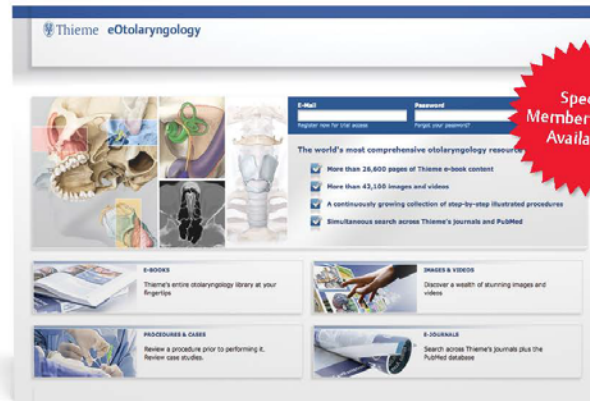 Thieme eOtolaryngology
E-Mail
Password
Register now for trial access
Forgot your password?
Spec
Member
Availa
The world's most comprehensive otolaryngology resource
More than 26,600 pages of Thieme e-book content
More than 43,100 images and videos
A continuously growing collection of step-by-step illustrated procedures
Simultaneous search across Thieme's journals and PubMed
E-BOOKS
Thieme's entire otolaryngology library at your
fingertips
IMAGES & VIDEOS
Discover a wealth of stunning images and
videos
PROCEDURES & CASES
Review a procedure prior to performing it.
Review case studies.
E-JOURNALS
Search across Thieme's journals plus the
PubMed database